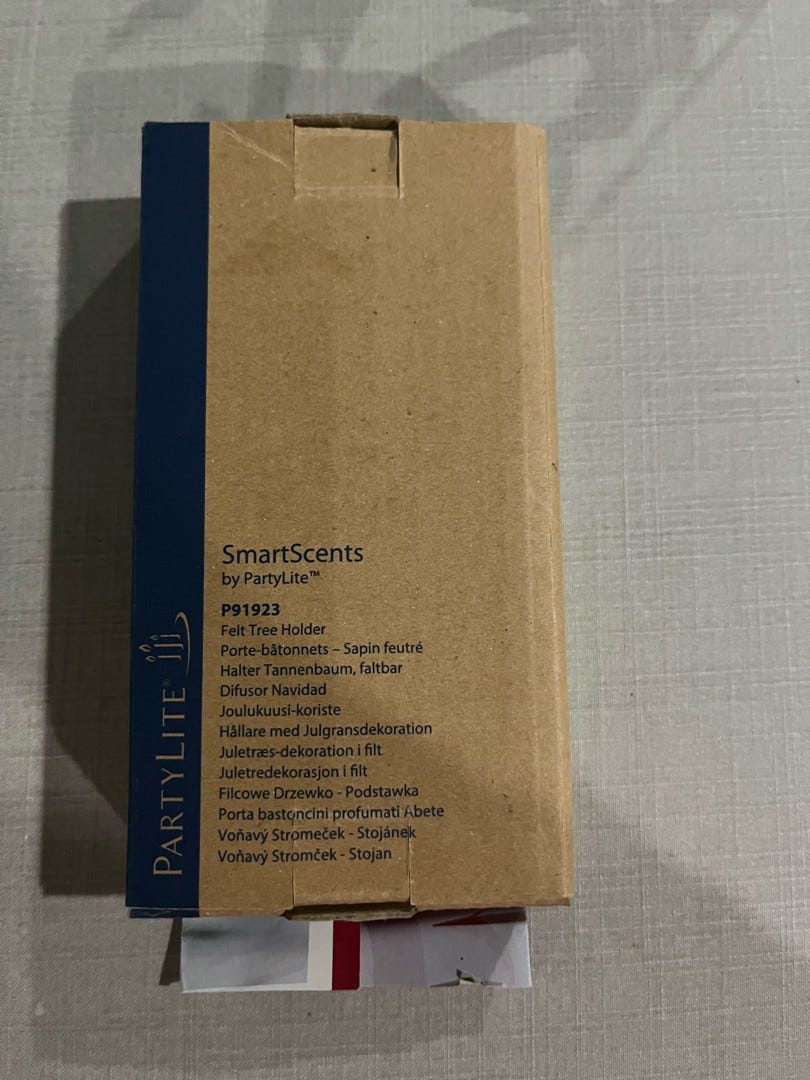 SmartScents
by PartyLite™
P91923
Felt Tree Holder
Porte-bâtonnets – Sapin feutré
Halter Tannenbaum, faltbar
Difusor Navidad
Joulukuusi-koriste
Hållare med Julgransdekoration
Juletræs-dekoration i filt
Juletredekorasjon i filt
Filcowe Drzewko - Podstawka
Porta bastoncini profumati Abete
Voňavý Stromeček - Stojánek
Voňavý Stromček - Stojan
PARTYLITE®